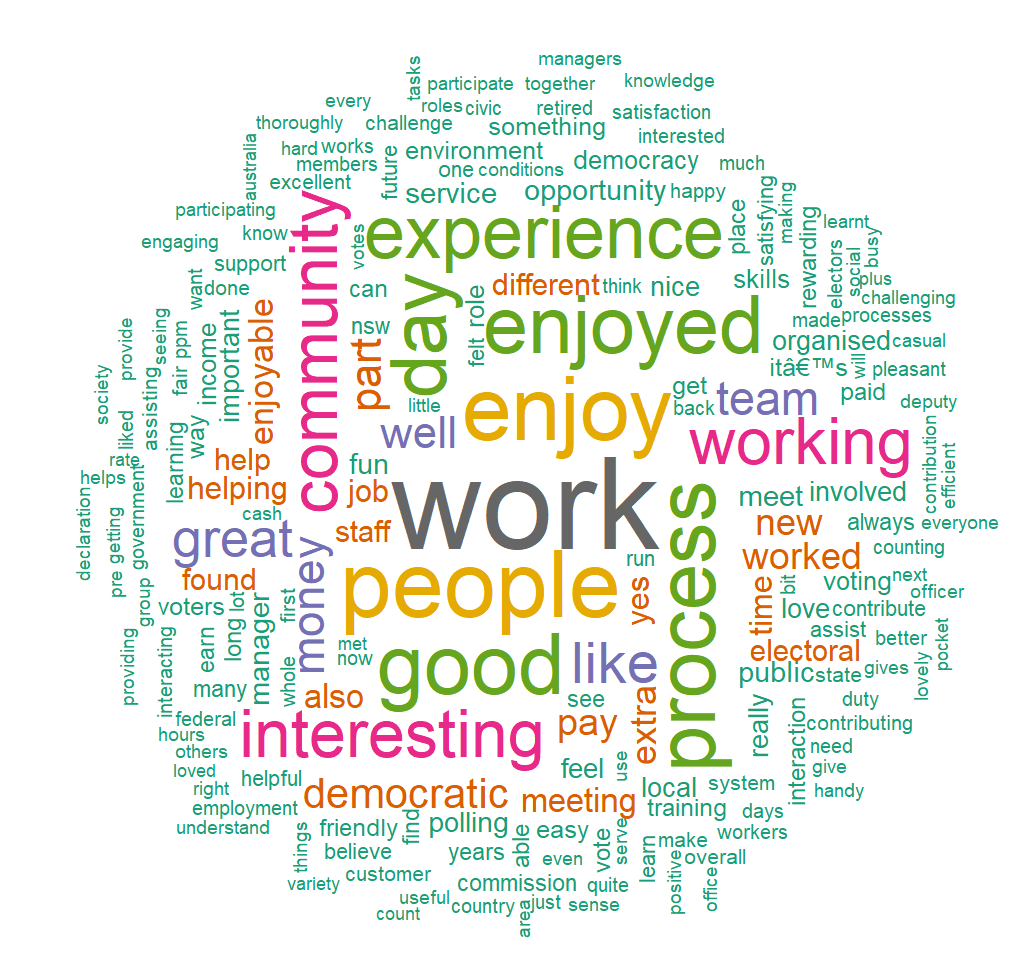 managers
tasks
participate
together
knowledge
every
roles
civic
retired
satisfaction
thoroughly
challenge
something
interested
australia
hard
works
environment
democracy
much
members
one
conditions
excellent
future
service
opportunity
happy
satisfying
making
participating
community
experience
place
rewarding
learnt
engaging
know
votes
electors
social
busy
support
want
done
can
day
different
think
nice
skills
plus
challenging
seeing
important
enjoyable
nsw
part
felt
role
enjoyed
made
processes
provide
fair
ppm
income
organised
casual
itâ€™s
will
pleasant
society
liked
assisting
way
little
enjoy
get
back
team
paid
deputy
well
working
contribution
efficient
rate
learning
help
fun
helps
helping
job
work
process
meet
involved
declaration
pre
getting
government
cash
staff
great
new
always
everyone
money
run
worked
counting
found
people
yes
time
bit
voting
next
officer
group
voters
lot
first
love
contribute
long
manager
assist
better
pocket
earn
met
now
good
like
electoral
providing
interacting
many
whole
also
see
extra
public
state
gives
lovely
federal
interesting
pay
really
duty
hours
contributing
others
feel
use
interaction
need
loved
helpful
system
give
right
democratic
meeting
local
handy
employment
training
days
understand
friendly
find
polling
able
easy
vote
serve
make
workers
things
believe
years
even
learn
overall
variety
customer
commission
quite
positive
office
useful
country
area
just
sense
count